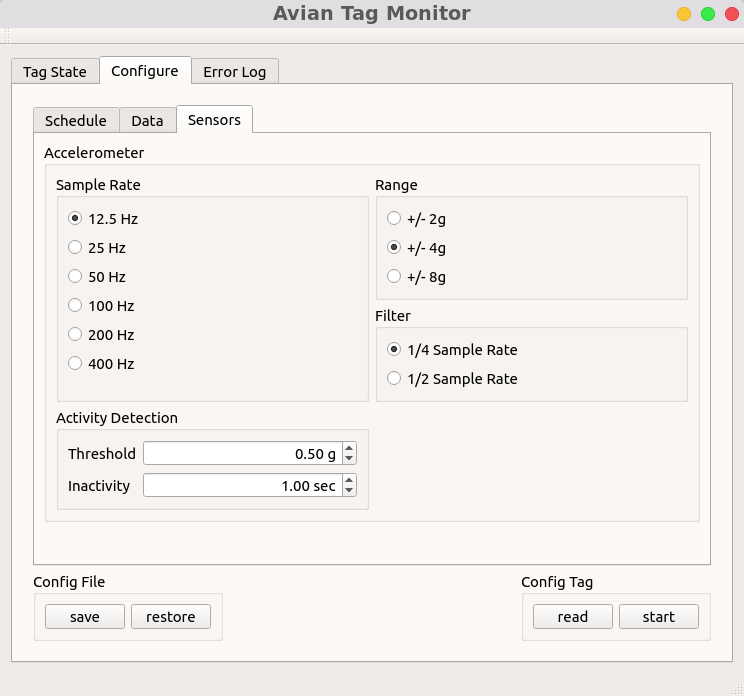 Avian Tag Monitor
Tag State Configure Error Log
Schedule Data Sensors
Accelerometer
Sample Rate
12.5 Hz
25 Hz
50 Hz
100 Hz
200 Hz
400 Hz
Range
+/- 2g
+/- 4g
+/- 8g
Filter
1/4 Sample Rate
1/2 Sample Rate
Activity Detection
Threshold 0.50 g
Inactivity 1.00 sec
Config File
save restore
Config Tag
read start